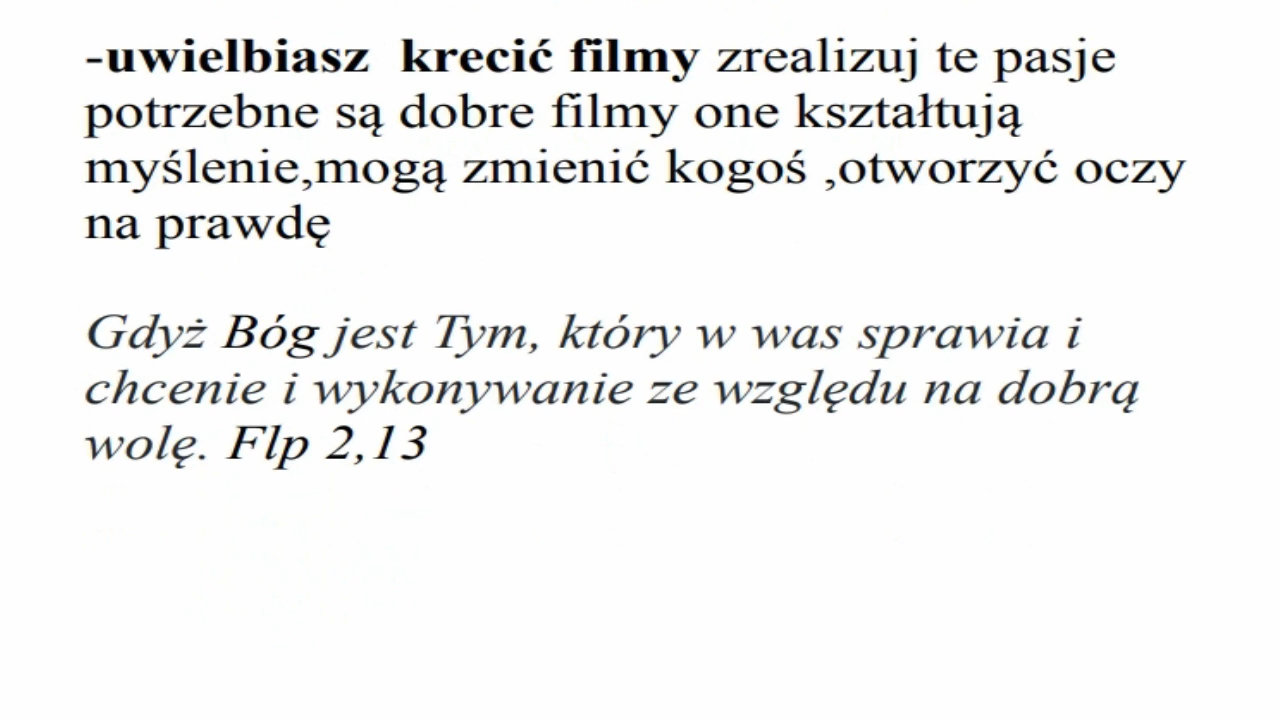 -uwielbiasz  krecić filmy zrealizuj te pasje
potrzebne są dobre filmy one kształtują
myślenie,mogą zmienić kogoś ,otworzyć oczy
na prawdę
Gdyż Bóg jest Tym, który w was sprawia i
chcenie i wykonywanie ze względu na dobrą
wolę. Flp 2,13